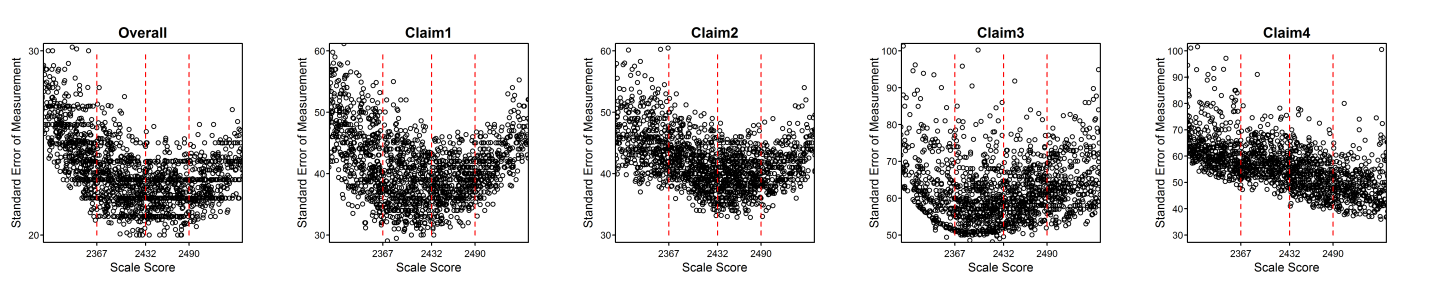 Overall
Standard Error of Measurement
30
20
2367 2432 2490
Scale Score
Claim1
Standard Error of Measurement
60
50
40
30
2367 2432 2490
Scale Score
Claim2
Standard Error of Measurement
60
50
40
30
2367 2432 2490
Scale Score
Claim3
Standard Error of Measurement
100
90
80
70
60
50
2367 2432 2490
Scale Score
Claim4
Standard Error of Measurement
100
90
80
70
60
50
40
30
2367 2432 2490
Scale Score